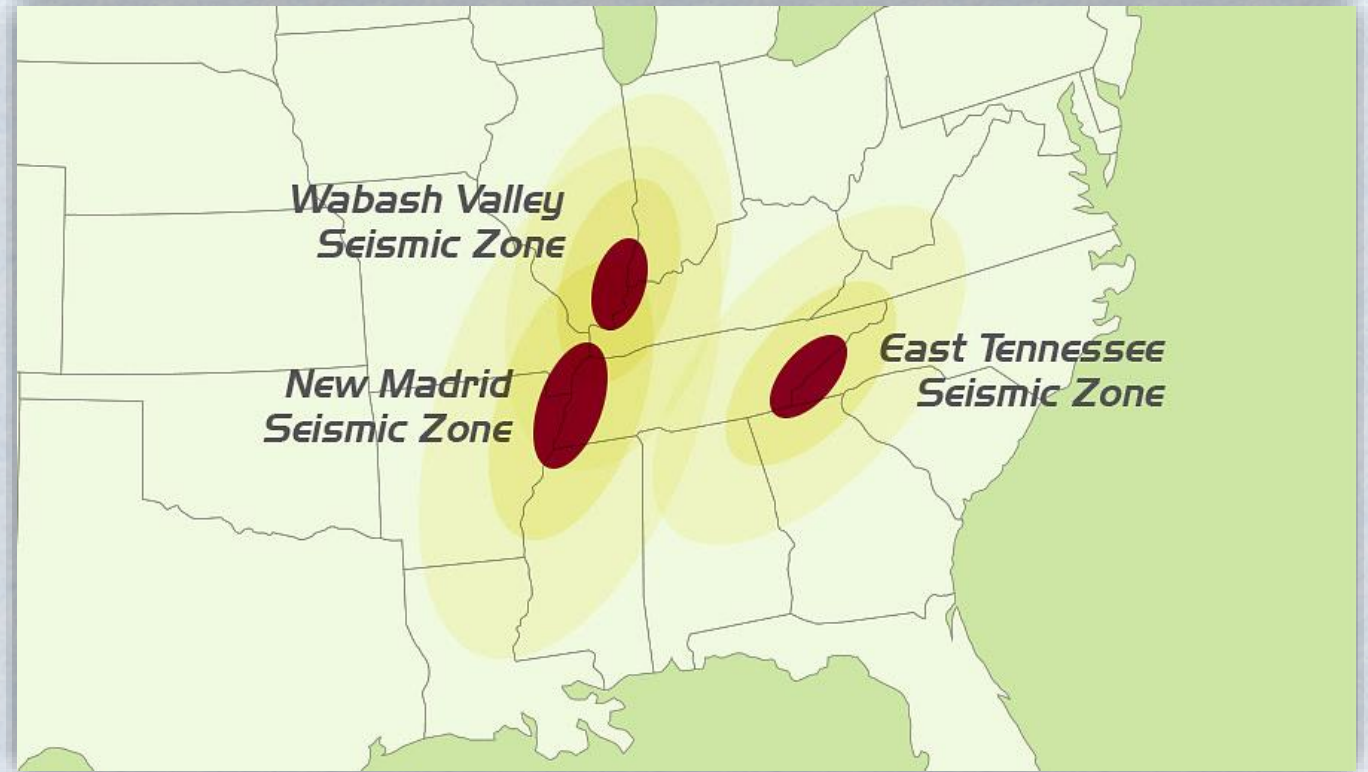 Wabash Valley
Seismic Zone
New Madrid
Seismic Zone
East Tennessee
Seismic Zone